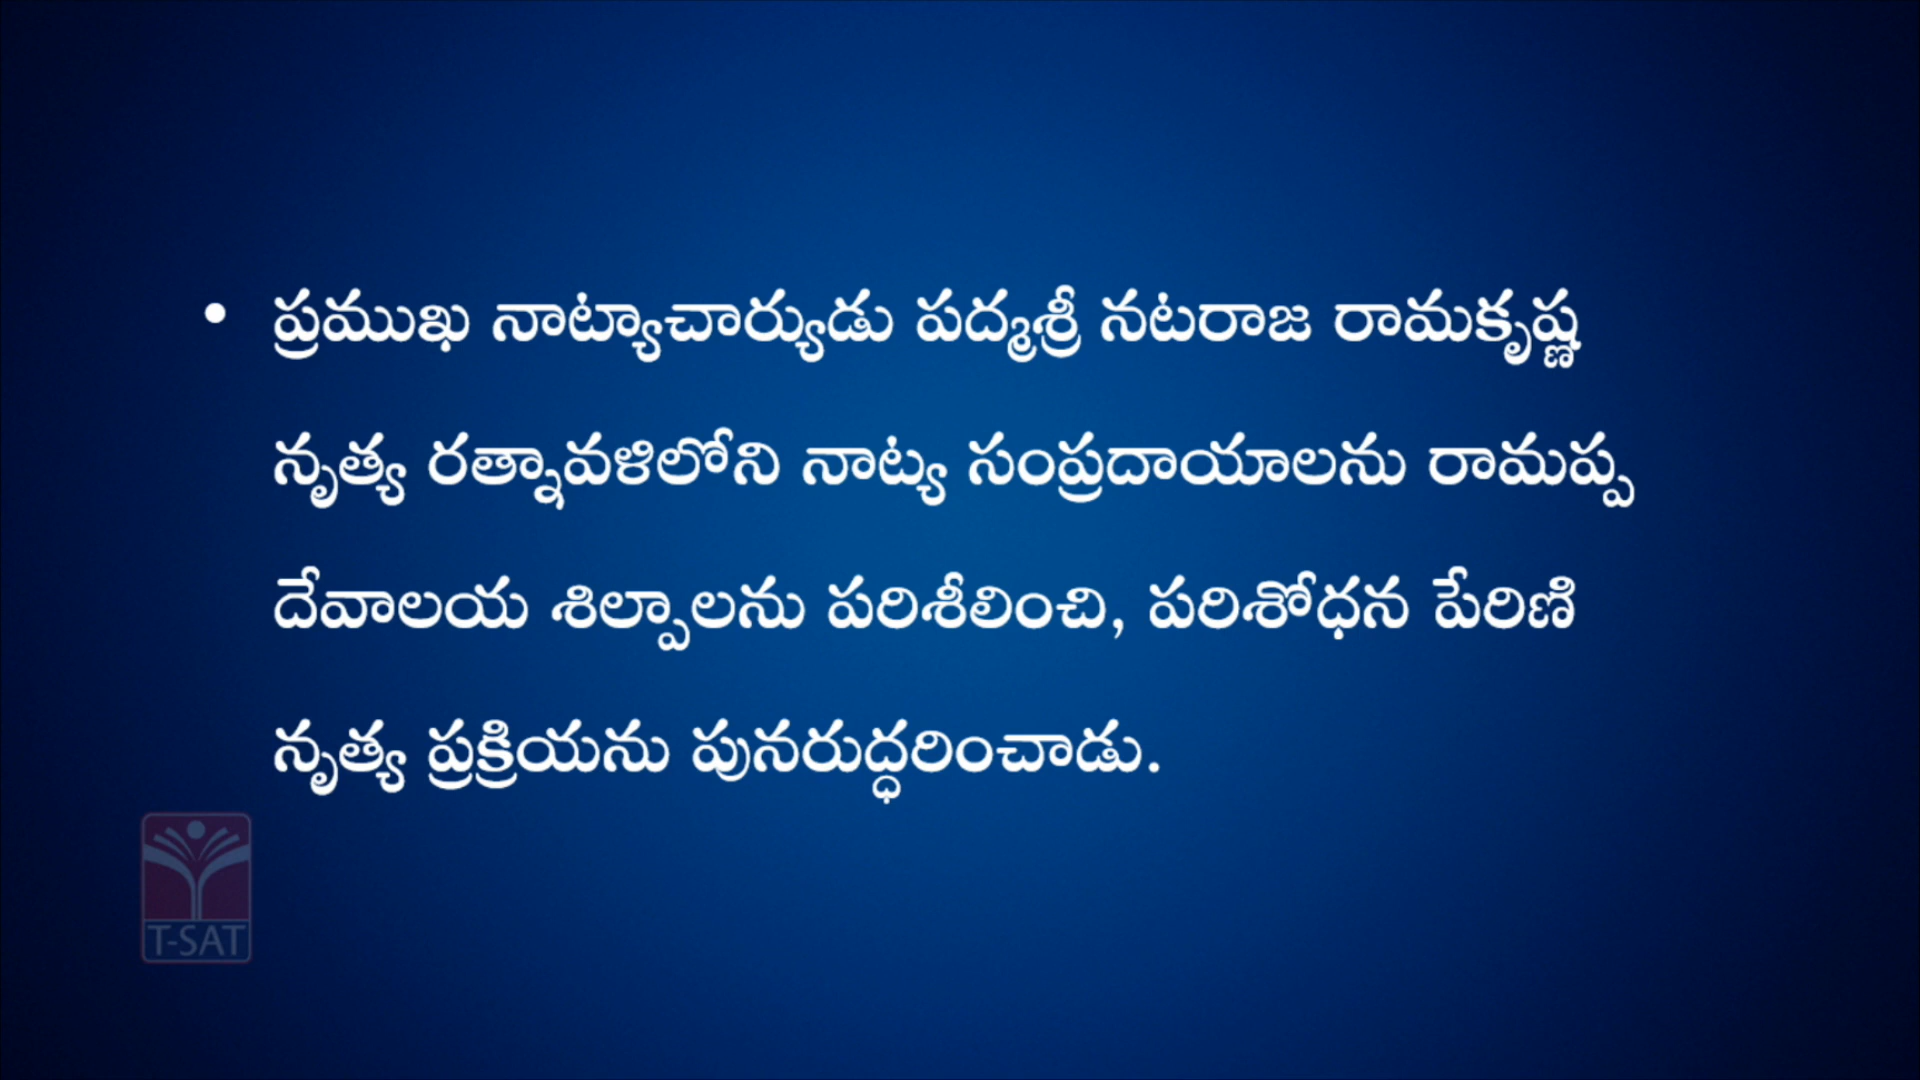 • ప్రముఖ నాట్యాచార్యుడు పద్మశ్రీ నటరాజ రామకృష్ణ
నృత్య రత్నావళిలోని నాట్య సంప్రదాయాలను రామప్ప
దేవాలయ శిల్పాలను పరిశీలించి, పరిశోధన పేరిణి
నృత్య ప్రక్రియను పునరుద్ధరించాడు.
T-SAT